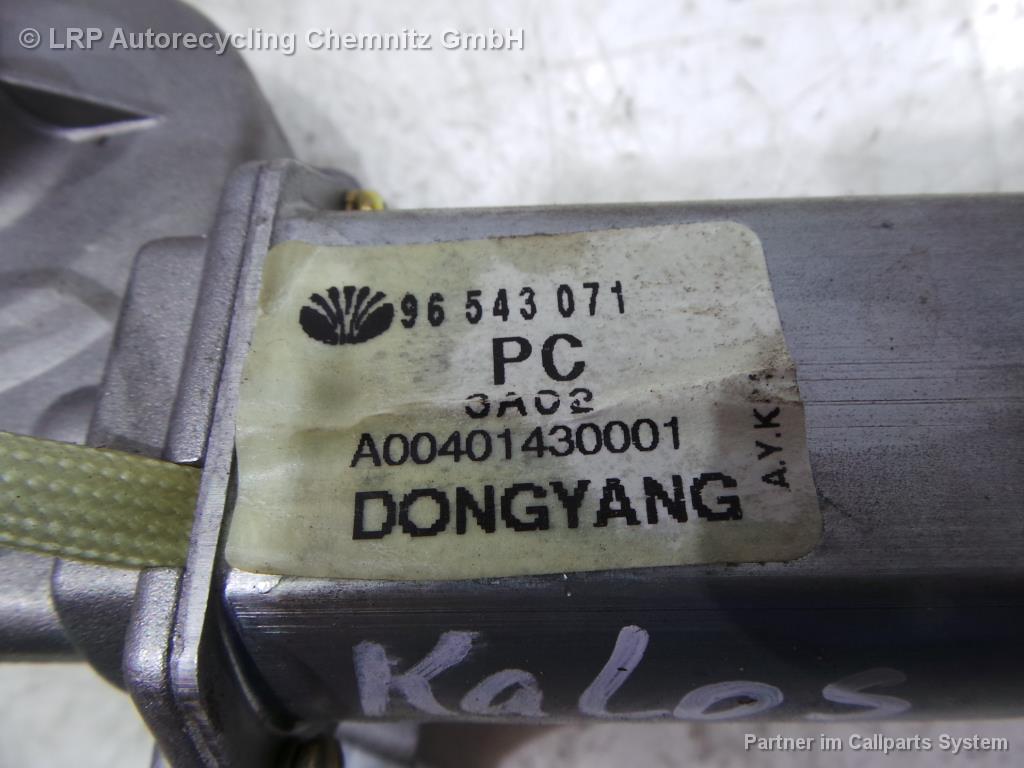 © LRP Autorecycling Chemnitz GmbH
96 543 071
PC
3A02
A00401430001
DONGYANG
A.Y.K
Kalos
Partner im Callparts System